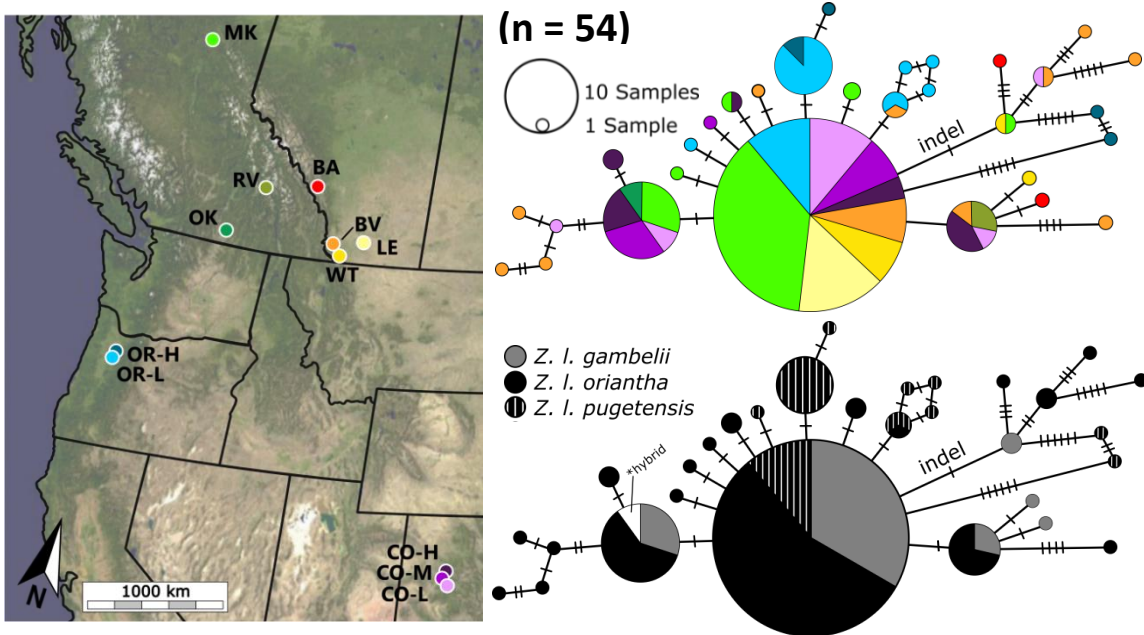 MK
BA
RV
OK
BV
LE
WT
OR-H
OR-L
CO-H
CO-M
CO-L
N
1000 km
(n = 54)
10 Samples
1 Sample
indel
Z. l. gambelii
Z. l. oriantha
Z. l. pugetensis
*hybrid
indel